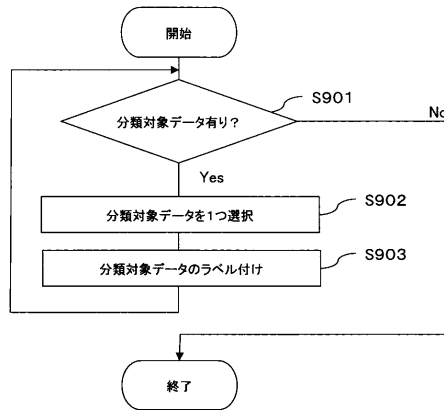 開始
分類対象データ有り?
S901
No
Yes
分類対象データを1つ選択
S902
分類対象データのラベル付け
S903
終了